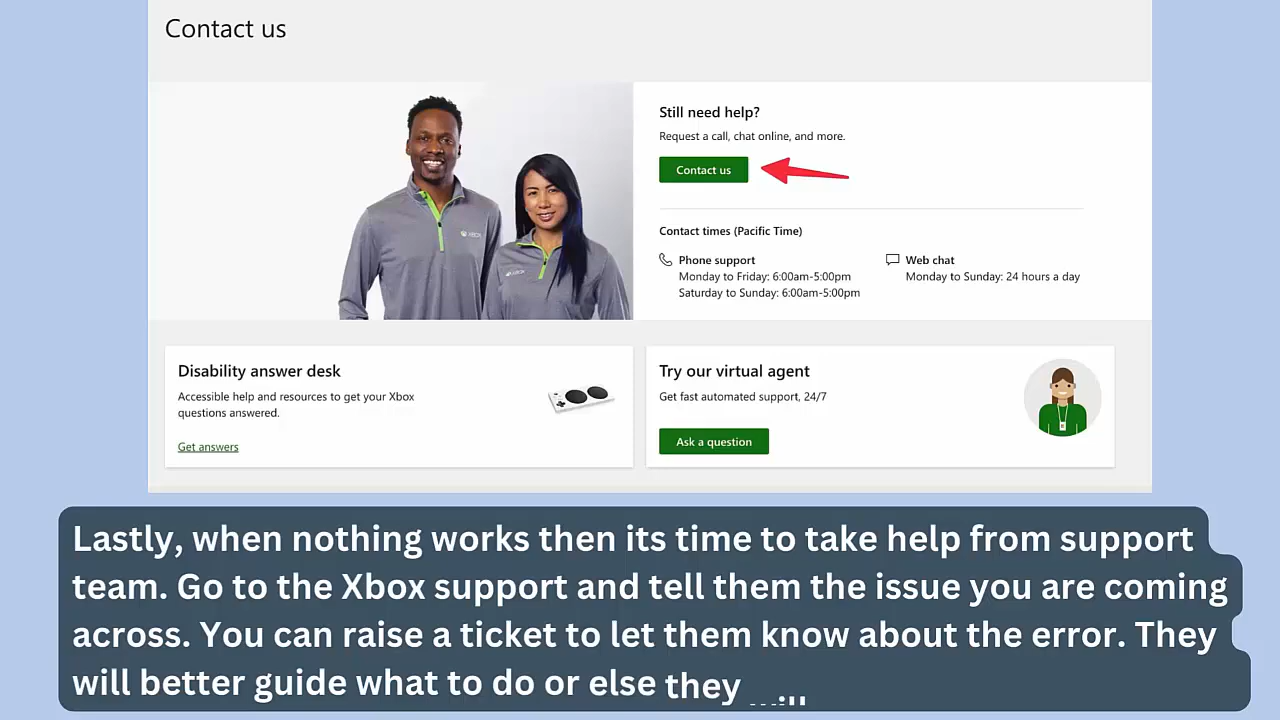 Contact us
Still need help?
Request a call, chat online, and more.
Contact us
Contact times (Pacific Time)
Phone support
Monday to Friday: 6:00am-5:00pm
Saturday to Sunday: 6:00am-5:00pm
Web chat
Monday to Sunday: 24 hours a day
XBOX
XBOX
Disability answer desk
Accessible help and resources to get your Xbox
questions answered.
Get answers
Try our virtual agent
Get fast automated support, 24/7
Ask a question
Lastly, when nothing works then its time to take help from support
team. Go to the Xbox support and tell them the issue you are coming
across. You can raise a ticket to let them know about the error. They
will better guide what to do or else they